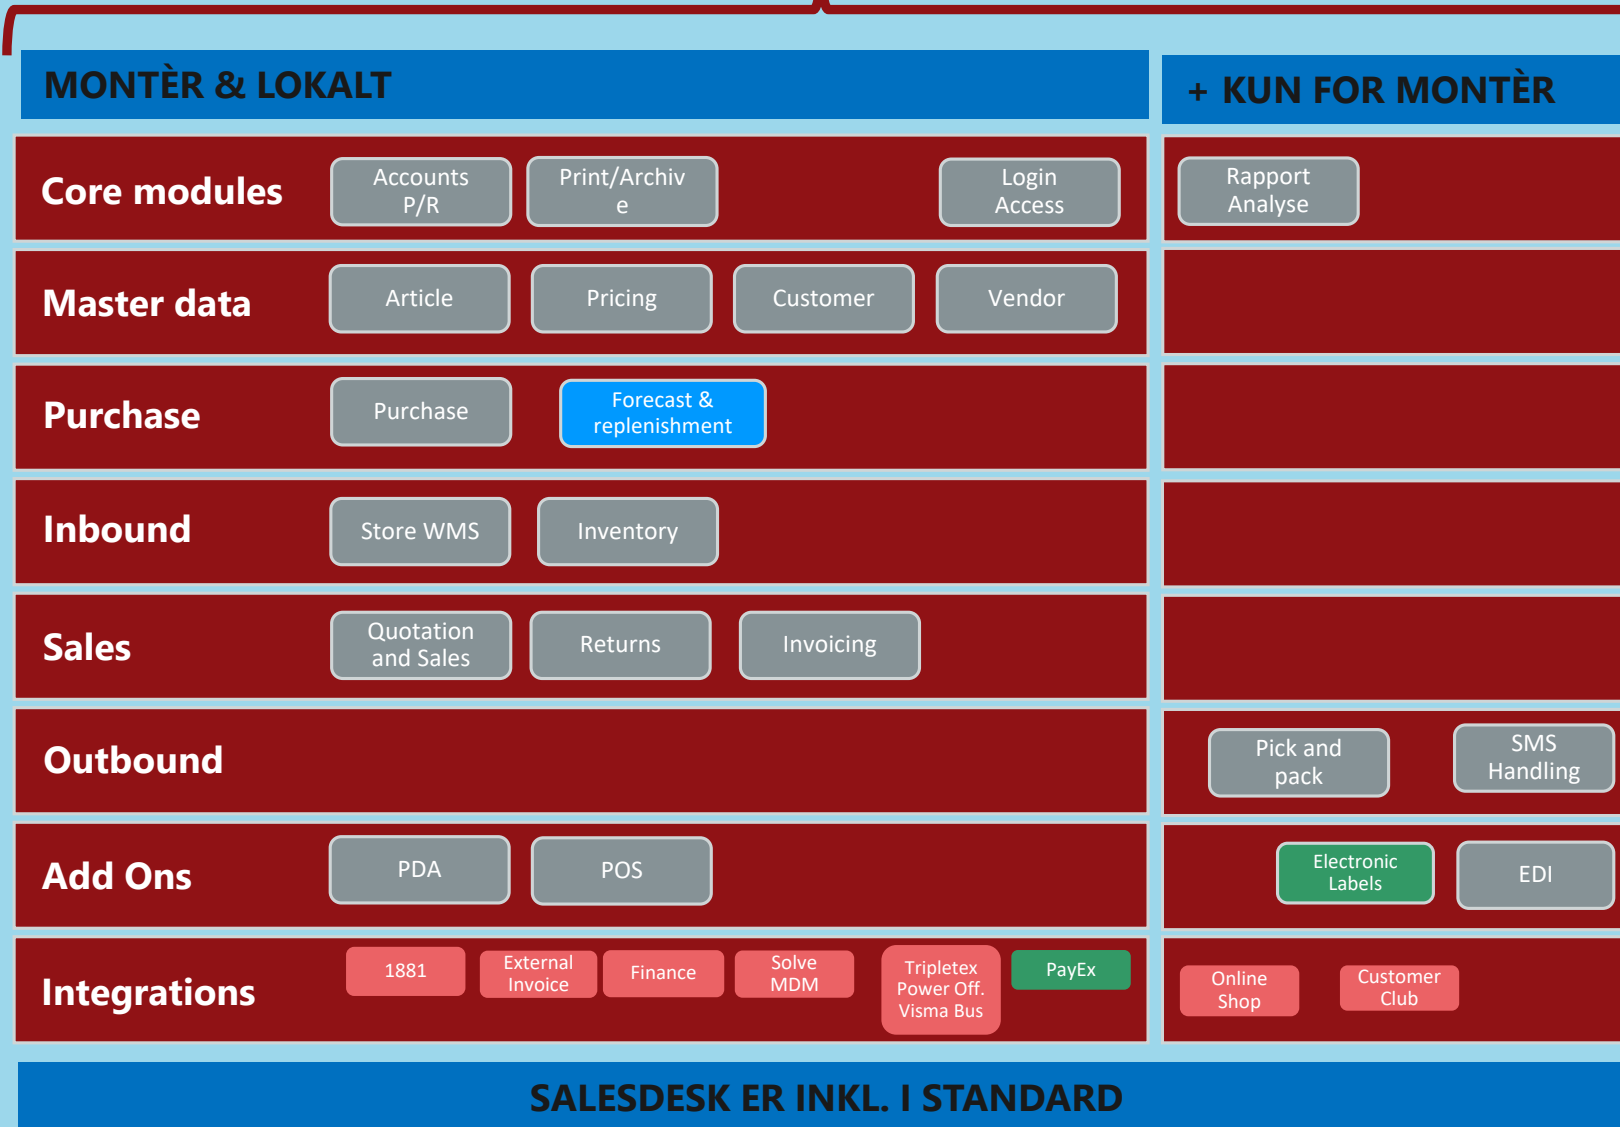 MONTÈR & LOKALT
+ KUN FOR MONTÈR
Core modules
Accounts
P/R
Print/Archiv
e
Login
Access
Rapport
Analyse
Master data
Article
Pricing
Customer
Vendor
Purchase
Purchase
Forecast &
replenishment
Inbound
Store WMS
Inventory
Sales
Quotation
and Sales
Returns
Invoicing
Outbound
Pick and
pack
SMS
Handling
Add Ons
PDA
POS
Electronic
Labels
EDI
Integrations
1881
External
Invoice
Finance
Solve
MDM
Tripletex
Power Off.
Visma Bus
PayEx
Online
Shop
Customer
Club
SALESDESK ER INKL. I STANDARD